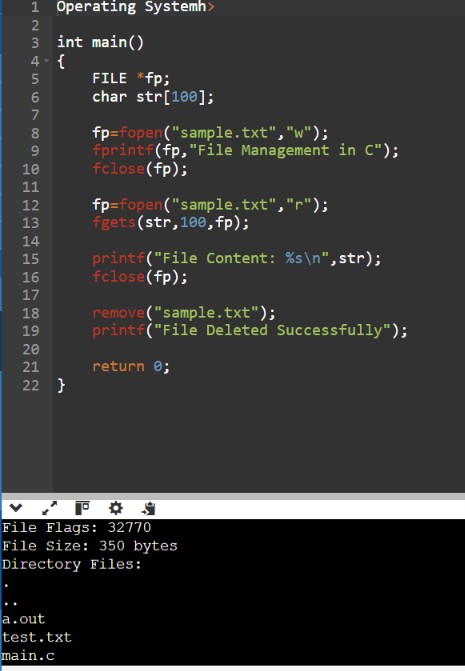 1 Operating Systemh>
2
3 int main()
4 {
5 FILE *fp;
6 char str[100];
7
8 fp=fopen("sample.txt","w");
9 fprintf(fp,"File Management in C");
10 fclose(fp);
11
12 fp=fopen("sample.txt","r");
13 fgets(str,100,fp);
14
15 printf("File Content: %s\n",str);
16 fclose(fp);
17
18 remove("sample.txt");
19 printf("File Deleted Successfully");
20
21 return 0;
22 }
File Flags: 32770
File Size: 350 bytes
Directory Files:
.
..
a.out
test.txt
main.c